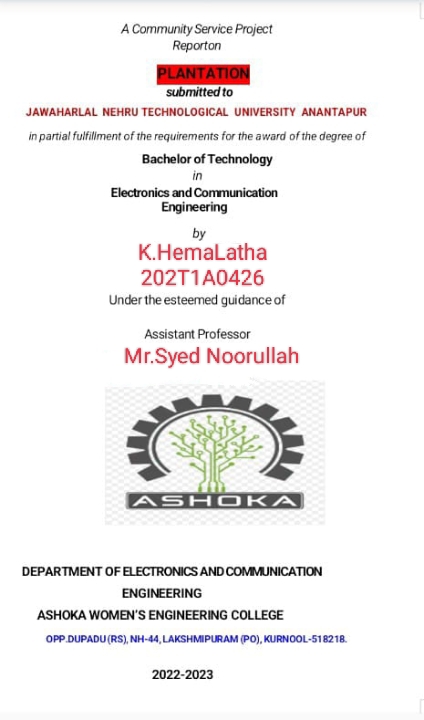 A Community Service Project
Reporton
PLANTATION
submitted to
JAWAHARLAL NEHRU TECHNOLOGICAL UNIVERSITY ANANTAPUR
in partial fulfillment of the requirements for the award of the degree of
Bachelor of Technology
in
Electronics and Communication
Engineering
by
K.HemaLatha
202T1A0426
Under the esteemed guidance of
Assistant Professor
Mr.Syed Noorullah
ASHOKA
DEPARTMENT OF ELECTRONICS AND COMMUNICATION
ENGINEERING
ASHOKA WOMEN'S ENGINEERING COLLEGE
OPP.DUPADU (RS), NH-44, LAKSHMIPURAM (PO), KURNOOL-518218.
2022-2023